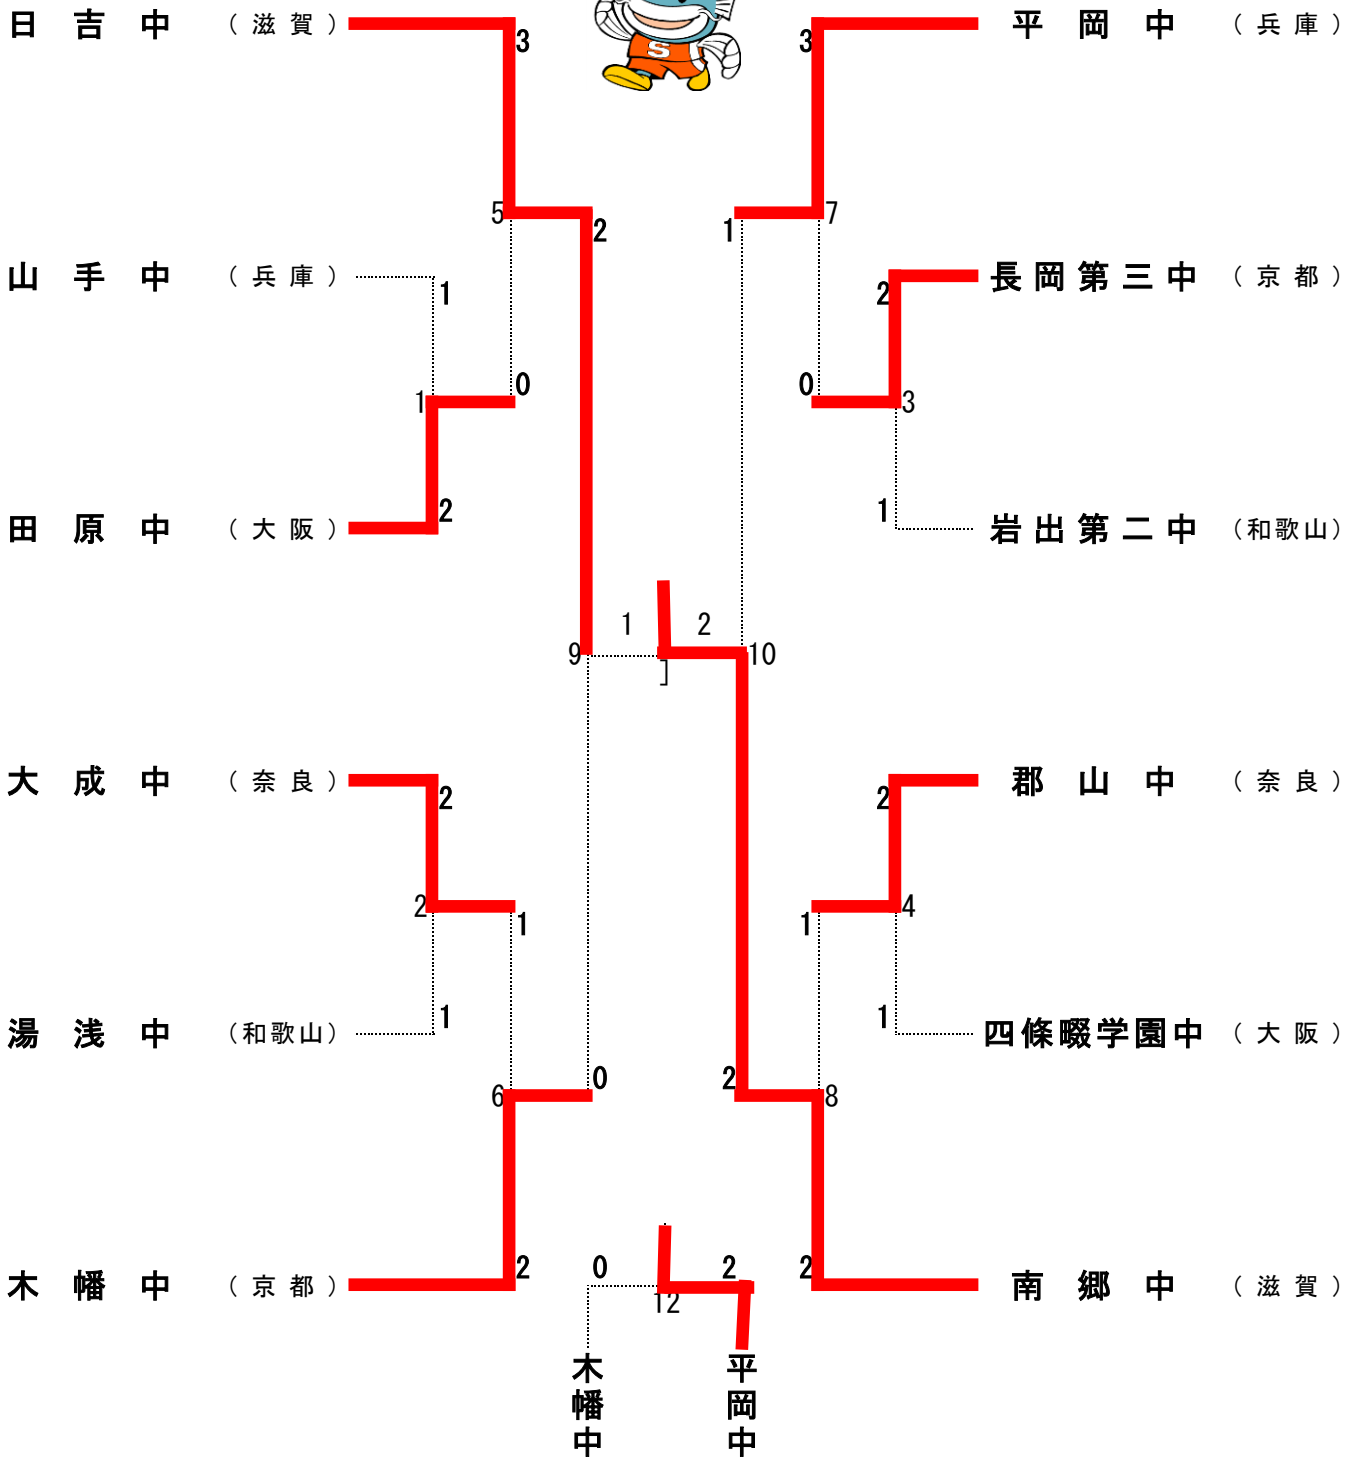 日吉中 （滋賀） 3 S 3 平岡中 （兵庫）
5 2 1 7
山手中 （兵庫） 1 2 長岡第三中 （京都）
1 0 0 3
田原中 （大阪） 2 1 岩出第二中 （和歌山）
1 2
9 10
大成中 （奈良） 2 2 郡山中 （奈良）
2 1 1 4
湯浅中 （和歌山） 1 1 四條畷学園中 （大阪）
6 0 2 8
木幡中 （京都） 2 0 2 2 南郷中 （滋賀）
12
木幡中
平岡中